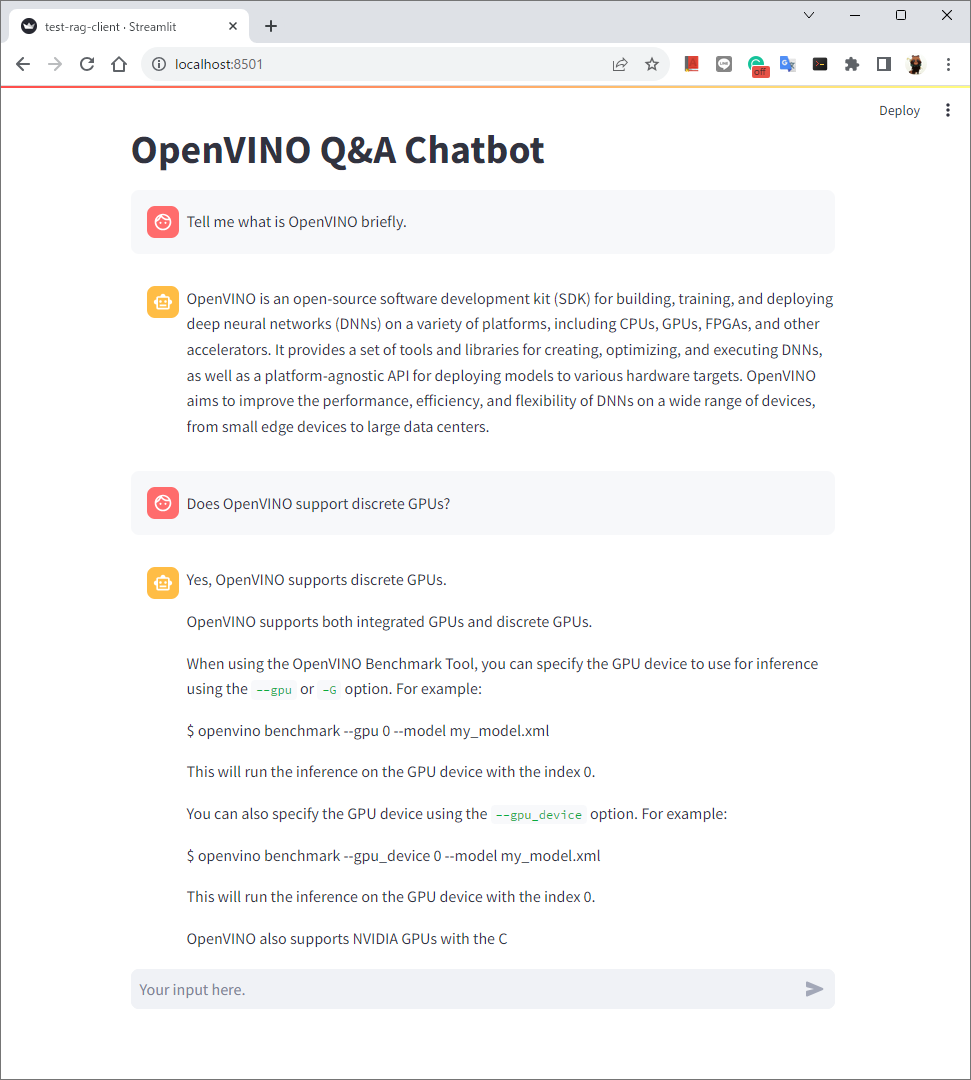 test-rag-client · Streamlit
localhost:8501
off
Deploy
OpenVINO Q&A Chatbot
Tell me what is OpenVINO briefly.
OpenVINO is an open-source software development kit (SDK) for building, training, and deploying
deep neural networks (DNNs) on a variety of platforms, including CPUs, GPUs, FPGAs, and other
accelerators. It provides a set of tools and libraries for creating, optimizing, and executing DNNs,
as well as a platform-agnostic API for deploying models to various hardware targets. OpenVINO
aims to improve the performance, efficiency, and flexibility of DNNs on a wide range of devices,
from small edge devices to large data centers.
Does OpenVINO support discrete GPUs?
Yes, OpenVINO supports discrete GPUs.
OpenVINO supports both integrated GPUs and discrete GPUs.
When using the OpenVINO Benchmark Tool, you can specify the GPU device to use for inference
using the --gpu or -G option. For example:
$ openvino benchmark --gpu 0 --model my_model.xml
This will run the inference on the GPU device with the index 0.
You can also specify the GPU device using the --gpu_device option. For example:
$ openvino benchmark --gpu_device 0 --model my_model.xml
This will run the inference on the GPU device with the index 0.
OpenVINO also supports NVIDIA GPUs with the C
Your input here.